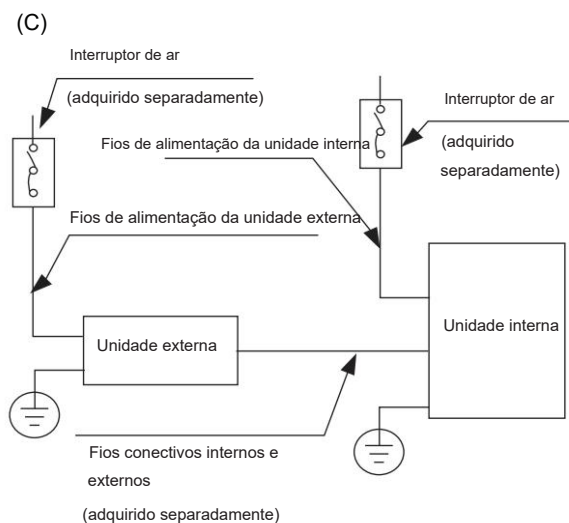 (C)
Interruptor de ar
(adquirido separadamente)
Interruptor de ar
(adquirido
separadamente)
Fios de alimentação da unidade interna
Fios de alimentação da unidade externa
Unidade externa
Unidade interna
Fios conectivos internos e
externos
(adquirido separadamente)